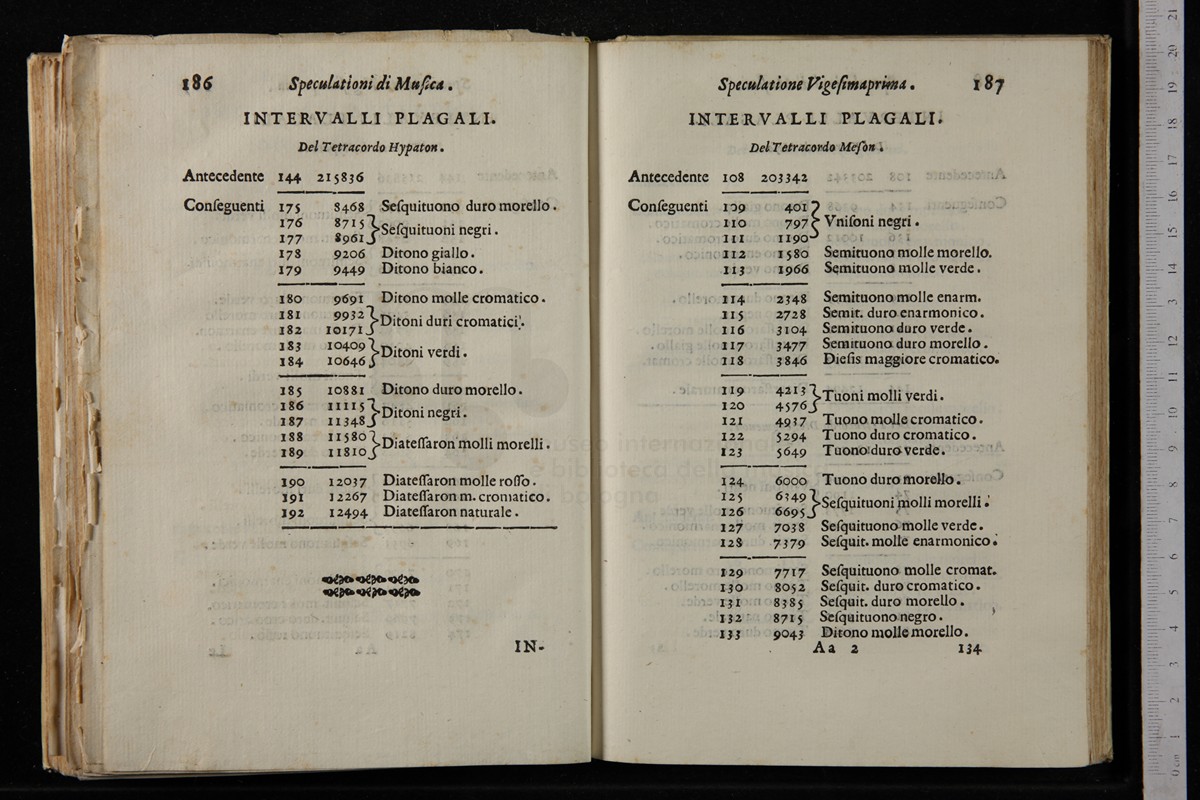 186 Speculationi di Muſica.
INTERVALLI PLAGALI.
Del Tetracordo Hypaton.
Antecedente 144 215836
Conſeguenti 175 8468 Seſquituono duro morello.
176 8715
177 8961 } Seſquituoni negri.
178 9206 Ditono giallo.
179 9449 Ditono bianco.
180 9691 Ditono molle cromatico.
181 9932
182 10171 } Ditoni duri cromatici.
183 10409
184 10646 } Ditoni verdi.
185 10881 Ditono duro morello.
186 11115
187 11348 } Ditoni negri.
188 11580
189 11810 } Diateſſaron molli morelli.
190 12037 Diateſſaron molle roſſo.
191 12267 Diateſſaron m. cromatico.
192 12494 Diateſſaron naturale.
IN-
Speculatione Vigeſimaprima. 187
INTERVALLI PLAGALI.
Del Tetracordo Meſon.
Antecedente 108 203342
Conſeguenti 109 401
110 797 } Vniſoni negri.
111 1190
112 1580 Semituono molle morello.
113 1966 Semituono molle verde.
114 2348 Semituono molle enarm.
115 2728 Semit. duro enarmonico.
116 3104 Semituono duro verde.
117 3477 Semituono duro morello.
118 3846 Dieſis maggiore cromatico.
119 4213
120 4576 } Tuoni molli verdi.
121 4937 Tuono molle cromatico.
122 5294 Tuono duro cromatico.
123 5649 Tuono duro verde.
124 6000 Tuono duro morello.
125 6349
126 6695 } Seſquituoni molli morelli.
127 7038 Seſquituono molle verde.
128 7379 Seſquit. molle enarmonico.
129 7717 Seſquituono molle cromat.
130 8052 Seſquit. duro cromatico.
131 8385 Seſquit. duro morello.
132 8715 Seſquituono negro.
133 9043 Ditono molle morello.
Aa 2 134
museo internazionale
e biblioteca della musica
bologna